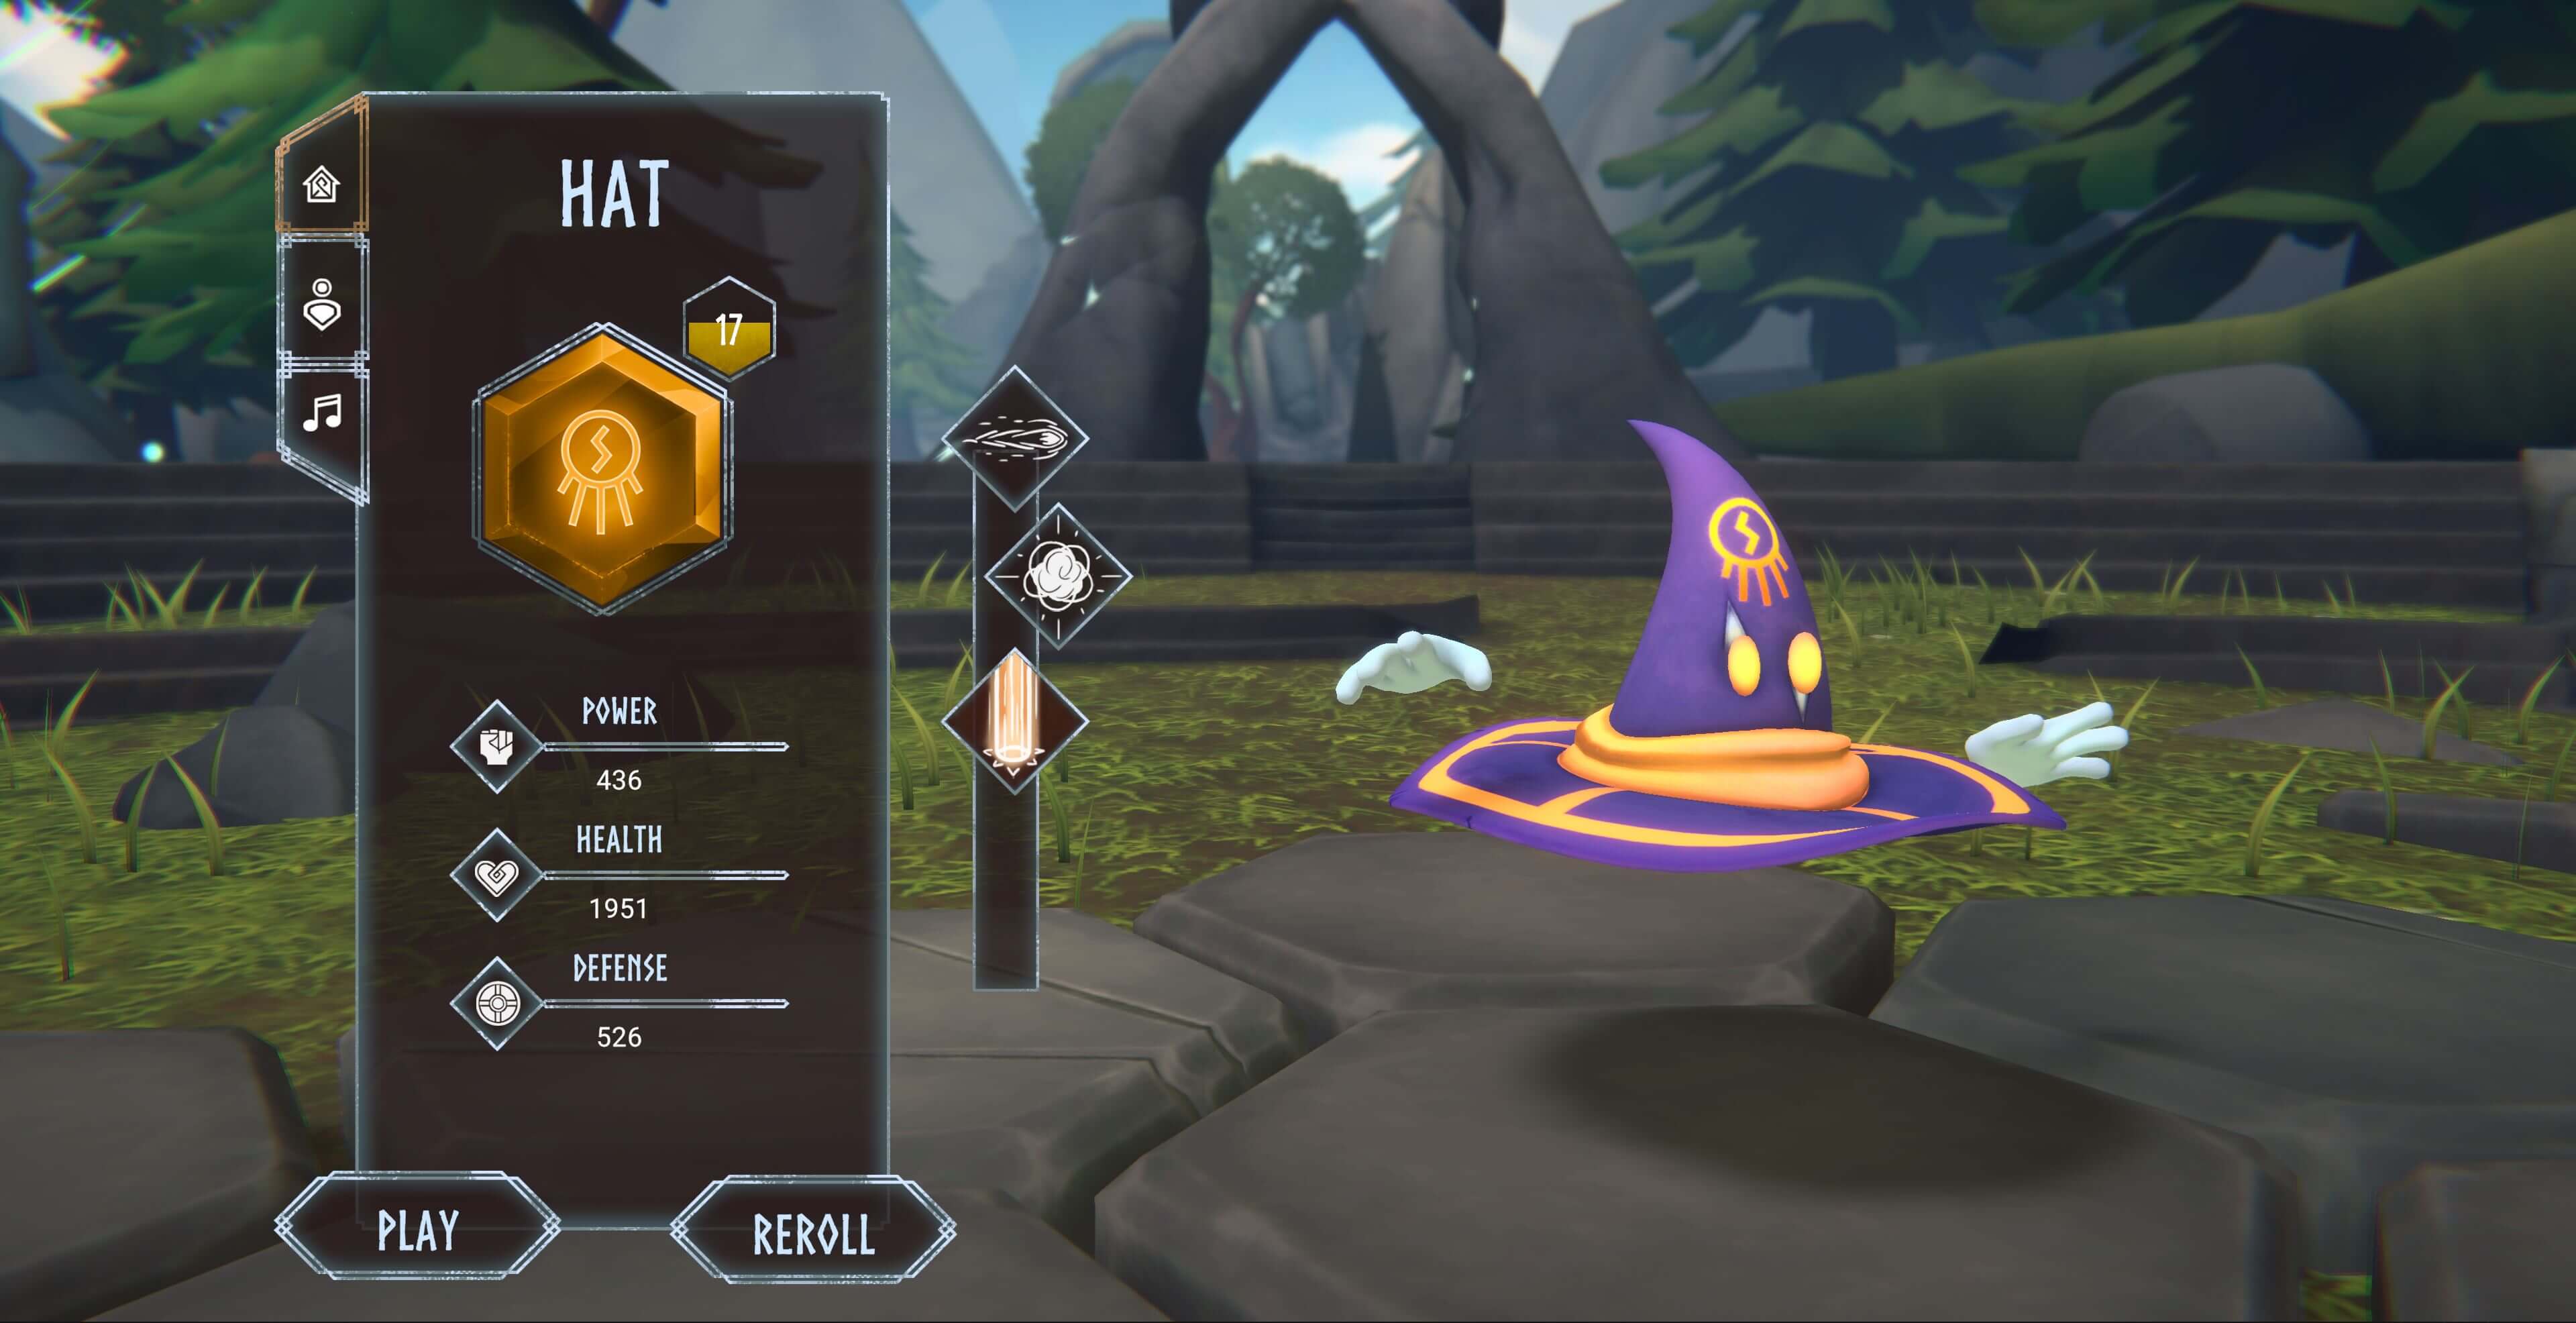 HAT
17
POWER
436
HEALTH
1951
DEFENSE
526
PLAY
REROLL